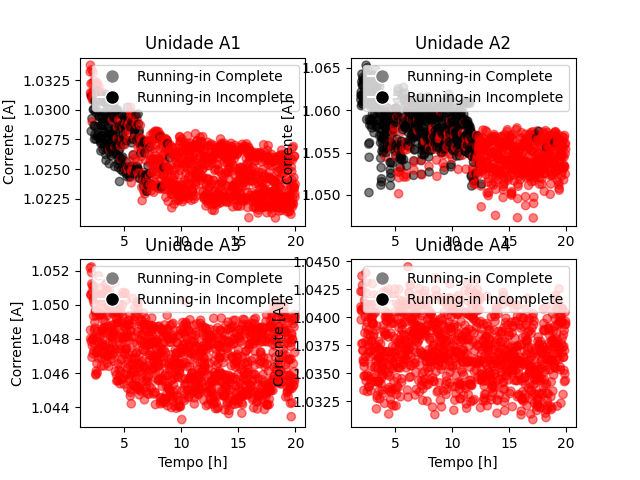 Unidade A1
Corrente [A]
1.0325
1.0300
1.0275
1.0250
1.0225
5
10
15
20
Running-in Complete
Running-in Incomplete
Unidade A2
Corrente [A]
1.065
1.060
1.055
1.050
5
10
15
20
Running-in Complete
Running-in Incomplete
Unidade A3
Corrente [A]
1.052
1.050
1.048
1.046
1.044
5
10
15
20
Tempo [h]
Running-in Complete
Running-in Incomplete
Unidade A4
Corrente [A]
1.0450
1.0425
1.0400
1.0375
1.0350
1.0325
5
10
15
20
Tempo [h]
Running-in Complete
Running-in Incomplete